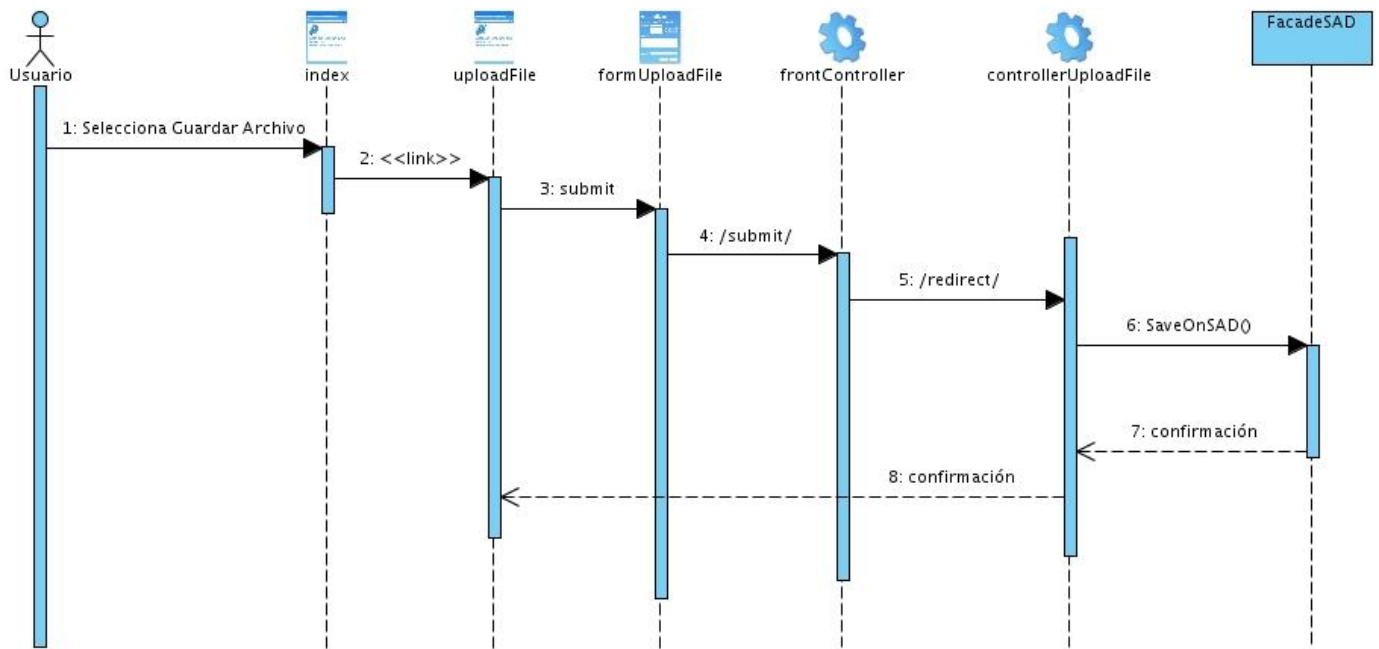 FacadeSAD
Usuario
index
uploadFile
formUploadFile
frontController
controllerUploadFile
1: Selecciona Guardar Archivo
2: <<link>>
3: submit
4: /submit/
5: /redirect/
6: SaveOnSAD()
7: confirmación
8: confirmación